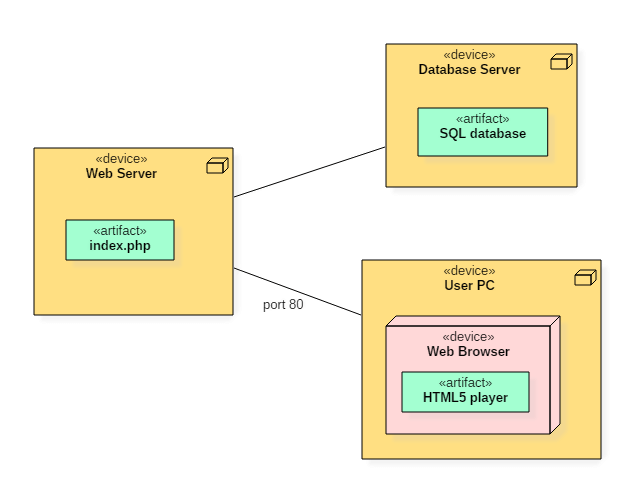 «device»
Database Server
«artifact»
SQL database
«device»
Web Server
«artifact»
index.php
port 80
«device»
User PC
«device»
Web Browser
«artifact»
HTML5 player